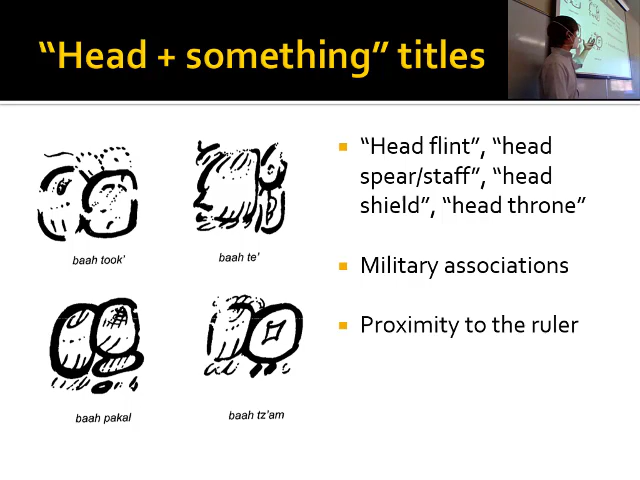 “Head + something” titles
baah took’
baah te’
baah pakal
baah tz’am
“Head flint”, “head
spear/staff”, “head
shield”, “head throne”
Military associations
Proximity to the ruler